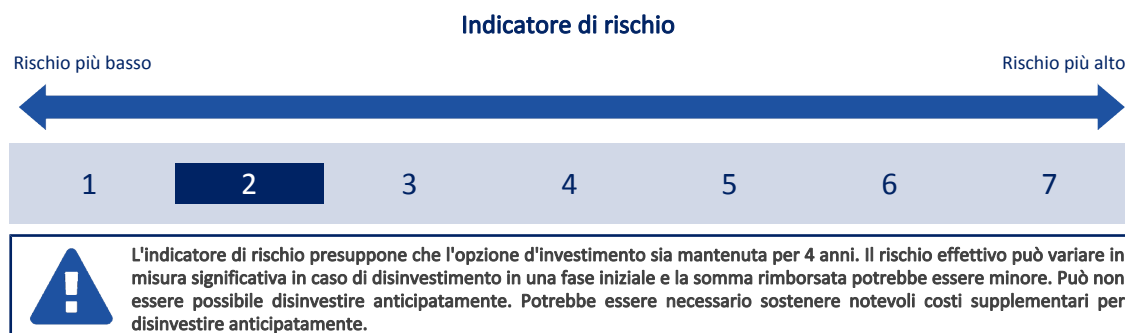 Indicatore di rischio
Rischio più basso
Rischio più alto
1 2 3 4 5 6 7
L'indicatore di rischio presuppone che l'opzione d'investimento sia mantenuta per 4 anni. Il rischio effettivo può variare in
misura significativa in caso di disinvestimento in una fase iniziale e la somma rimborsata potrebbe essere minore. Può non
essere possibile disinvestire anticipatamente. Potrebbe essere necessario sostenere notevoli costi supplementari per
disinvestire anticipatamente.